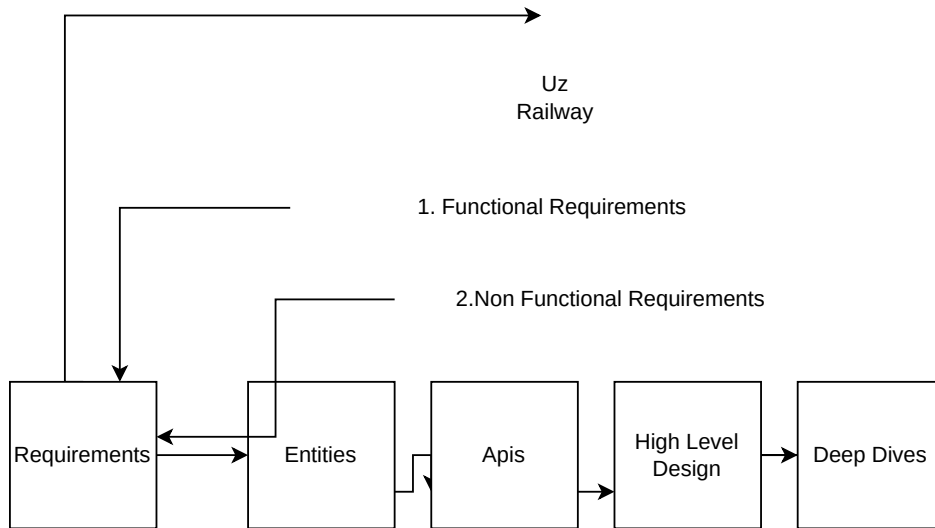 Uz
Railway
1. Functional Requirements
2.Non Functional Requirements
Requirements
Entities
Apis
High Level
Design
Deep Dives